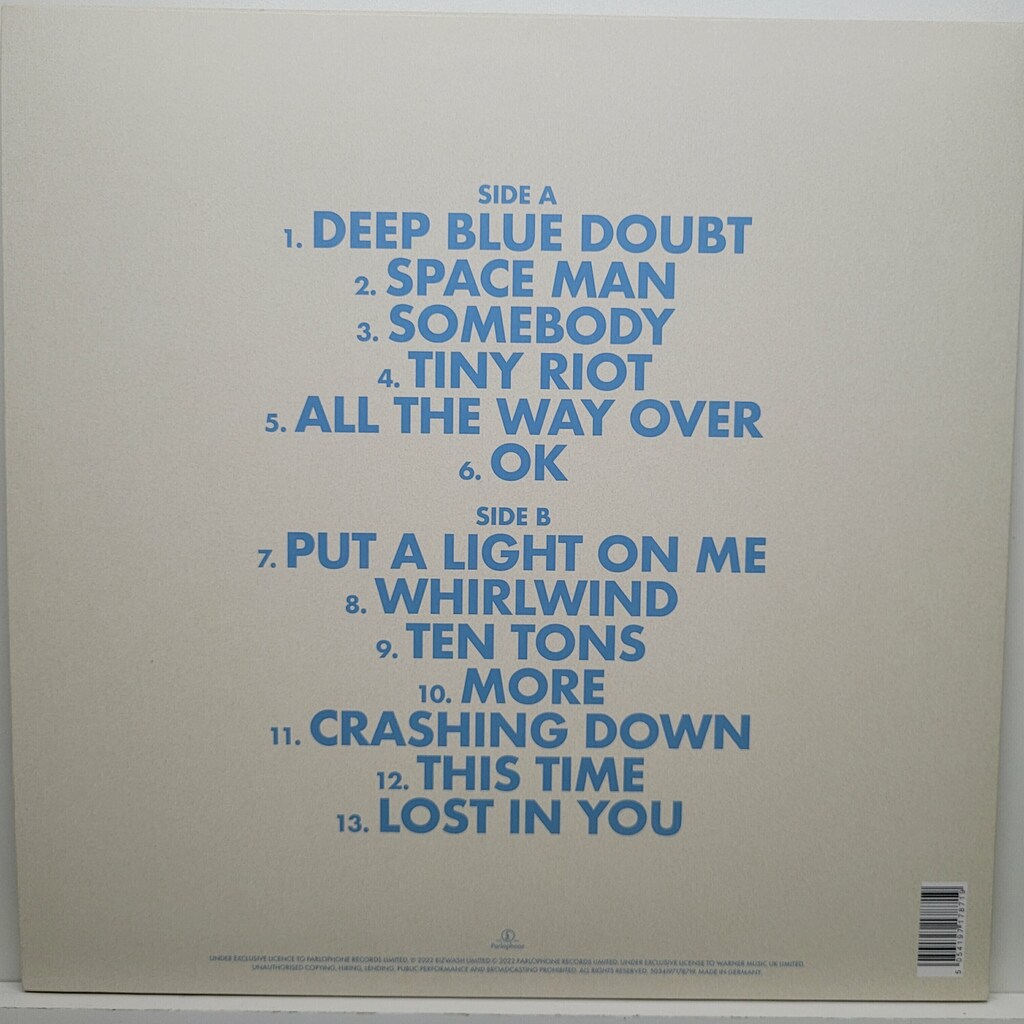 SIDE A
1. DEEP BLUE DOUBT
2. SPACE MAN
3. SOMEBODY
4. TINY RIOT
5. ALL THE WAY OVER
6. OK
SIDE B
7. PUT A LIGHT ON ME
8. WHIRLWIND
9. TEN TONS
10. MORE
11. CRASHING DOWN
12. THIS TIME
13. LOST IN YOU
Parlophone
UNDER EXCLUSIVE LICENCE TO PARLOPHONE RECORDS LIMITED. ℗ 2022 BIZWASH LIMITED © 2022 PARLOPHONE RECORDS LIMITED. UNDER EXCLUSIVE LICENSE TO WARNER MUSIC UK LIMITED.
UNAUTHORISED COPYING, HIRING, LENDING, PUBLIC PERFORMANCE AND BROADCASTING PROHIBITED. ALL RIGHTS RESERVED. 5054197178719. MADE IN GERMANY.
5 054197 178719